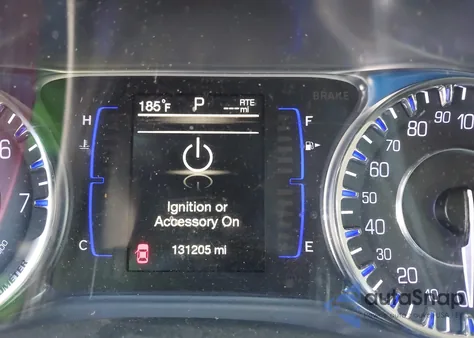 185°F P ---RTE mi
H F
BRAKE
6
7
Ignition or
Accessory On
C E
131205 mi
100
90
80
70
60
50
40
30
20
10
autoSnap